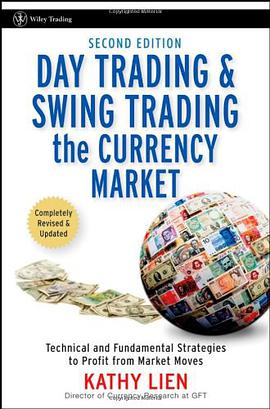 Wiley Trading
SECOND EDITION
DAY TRADING &
SWING TRADING
the CURRENCY
MARKET
Completely
Revised &
Updated
Technical and Fundamental Strategies
to Profit from Market Moves
KATHY LIEN
Director of Currency Research at GFT